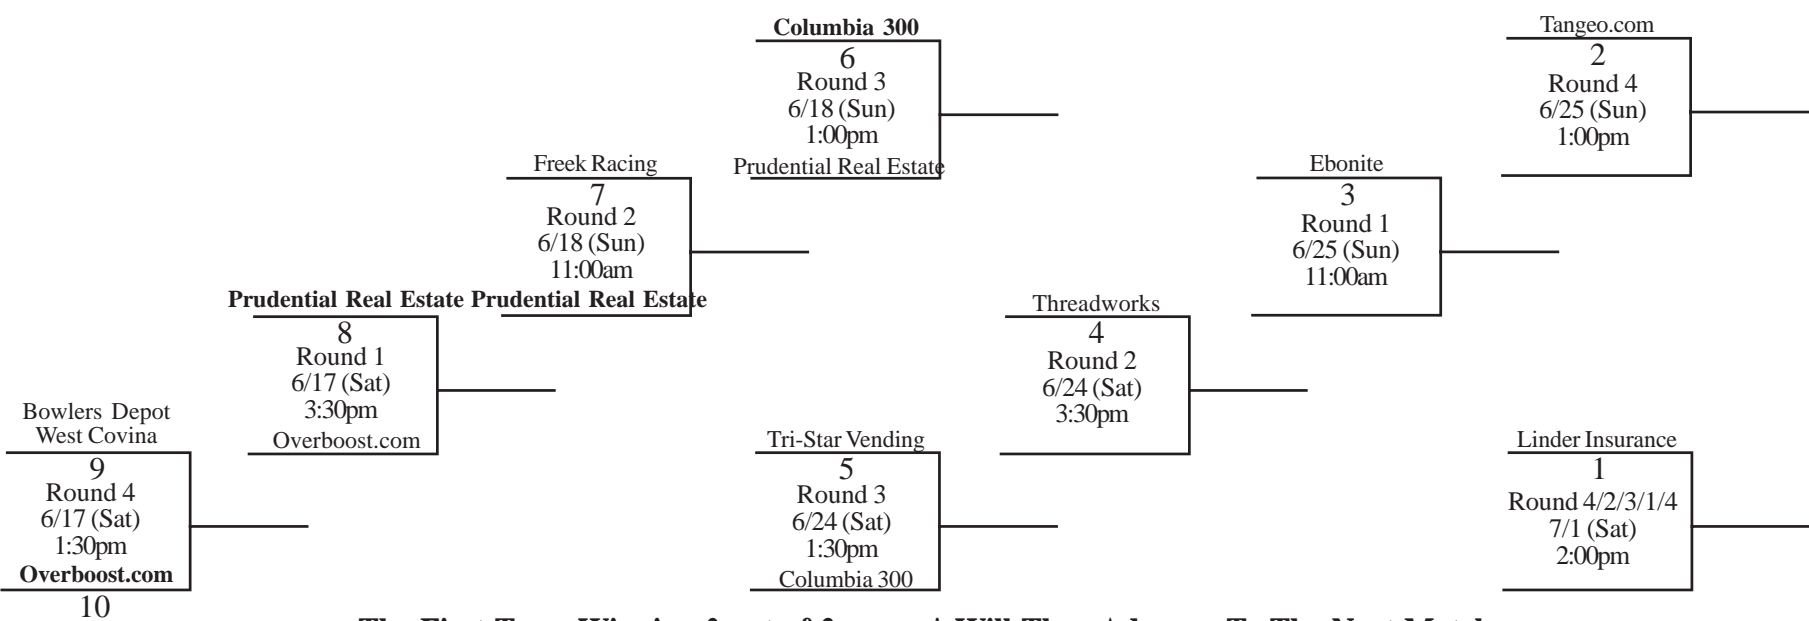 Columbia 300
6
Round 3
6/18 (Sun)
1:00pm
Prudential Real Estate
Tangeo.com
2
Round 4
6/25 (Sun)
1:00pm
Freek Racing
7
Round 2
6/18 (Sun)
11:00am
Prudential Real Estate
Ebonite
3
Round 1
6/25 (Sun)
11:00am
Prudential Real Estate
8
Round 1
6/17 (Sat)
3:30pm
Overboost.com
Threadworks
4
Round 2
6/24 (Sat)
3:30pm
Bowlers Depot
West Covina
9
Round 4
6/17 (Sat)
1:30pm
Overboost.com
10
Tri-Star Vending
5
Round 3
6/24 (Sat)
1:30pm
Columbia 300
Linder Insurance
1
Round 4/2/3/1/4
7/1 (Sat)
2:00pm